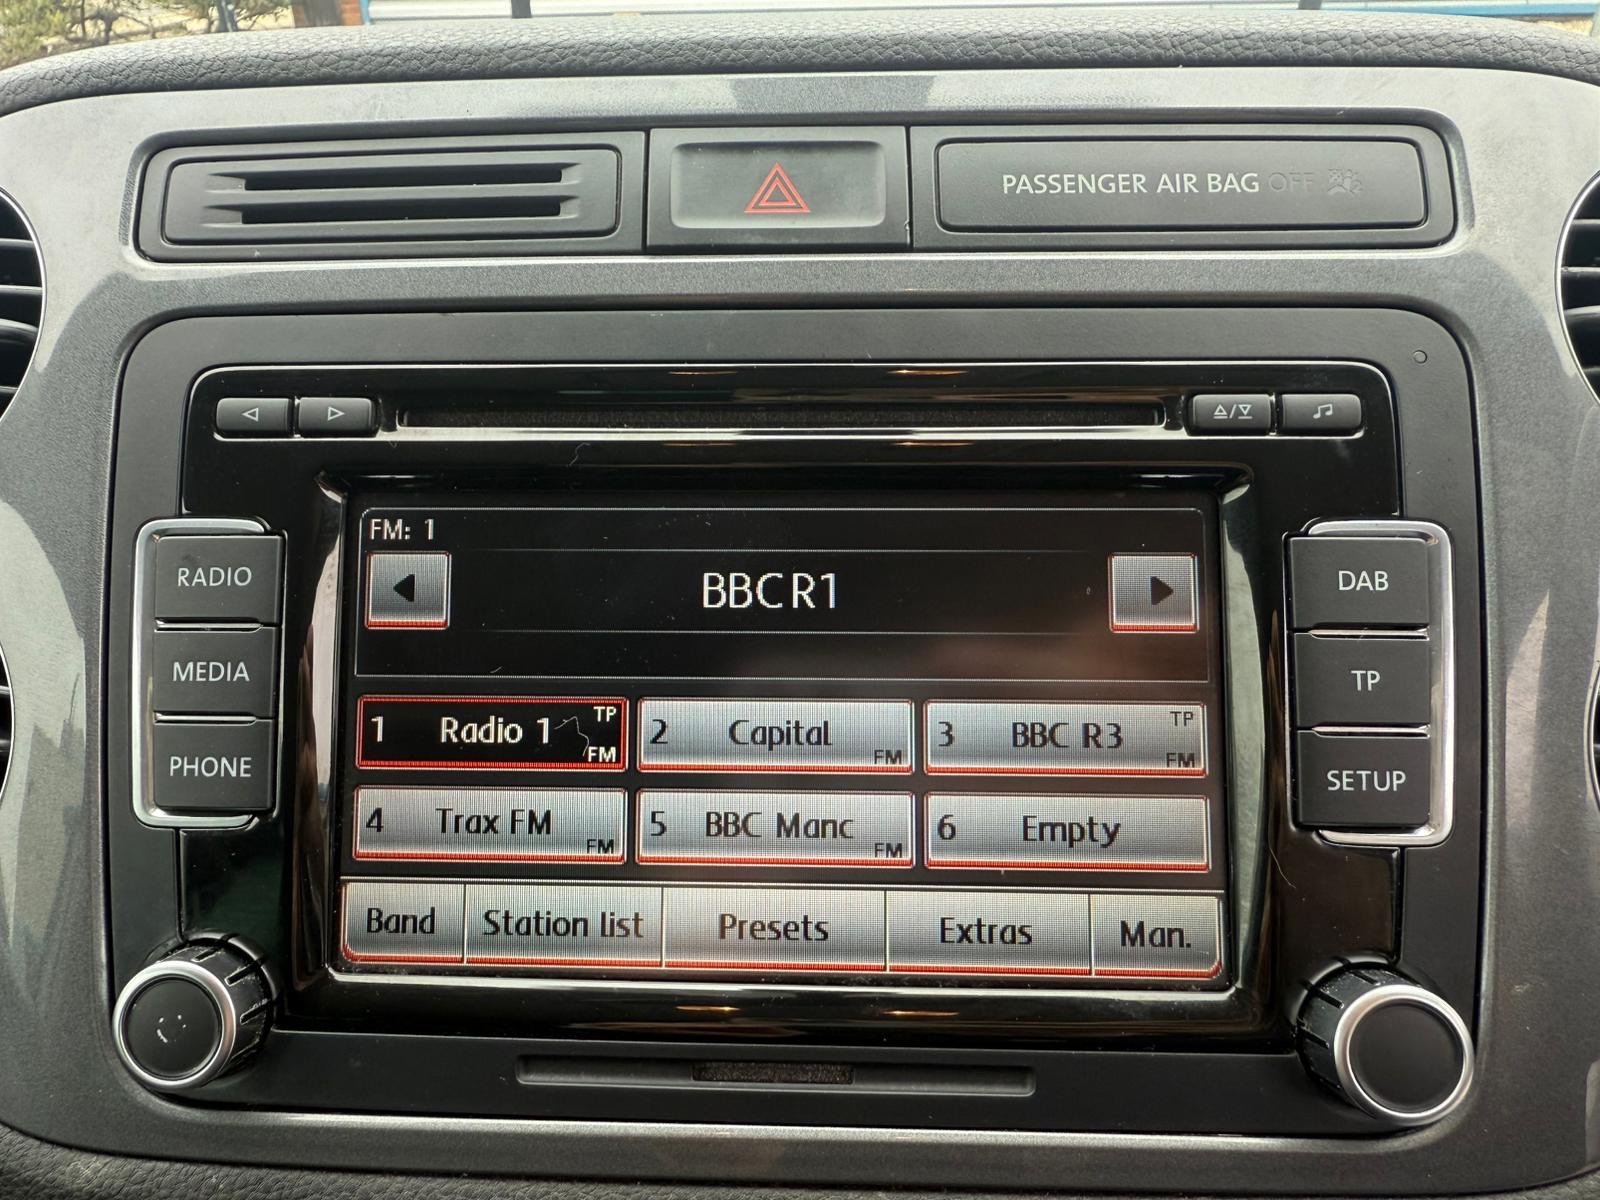 PASSENGER AIR BAG OFF
RADIO
MEDIA
PHONE
FM: 1
BBC R1
1 Radio 1 TP FM
2 Capital FM
3 BBC R3 TP FM
4 Trax FM FM
5 BBC Manc FM
6 Empty
Band Station list Presets Extras Man.
DAB
TP
SETUP